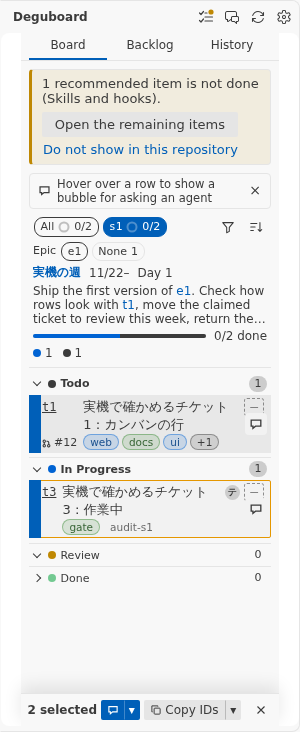 Deguboard
Board Backlog History
1 recommended item is not done
(Skills and hooks).
Open the remaining items
Do not show in this repository
Hover over a row to show a
bubble for asking an agent
All 0/2 s1 0/2
Epic e1 None 1
実機の週 11/22– Day 1
Ship the first version of e1. Check how
rows look with t1, move the claimed
ticket to review this week, return the…
0/2 done
1 1
Todo 1
t1 実機で確かめるチケット
1：カンバンの行
#12 web docs ui +1
In Progress 1
t3 実機で確かめるチケット テ
3：作業中
gate audit-s1
Review 0
Done 0
2 selected Copy IDs